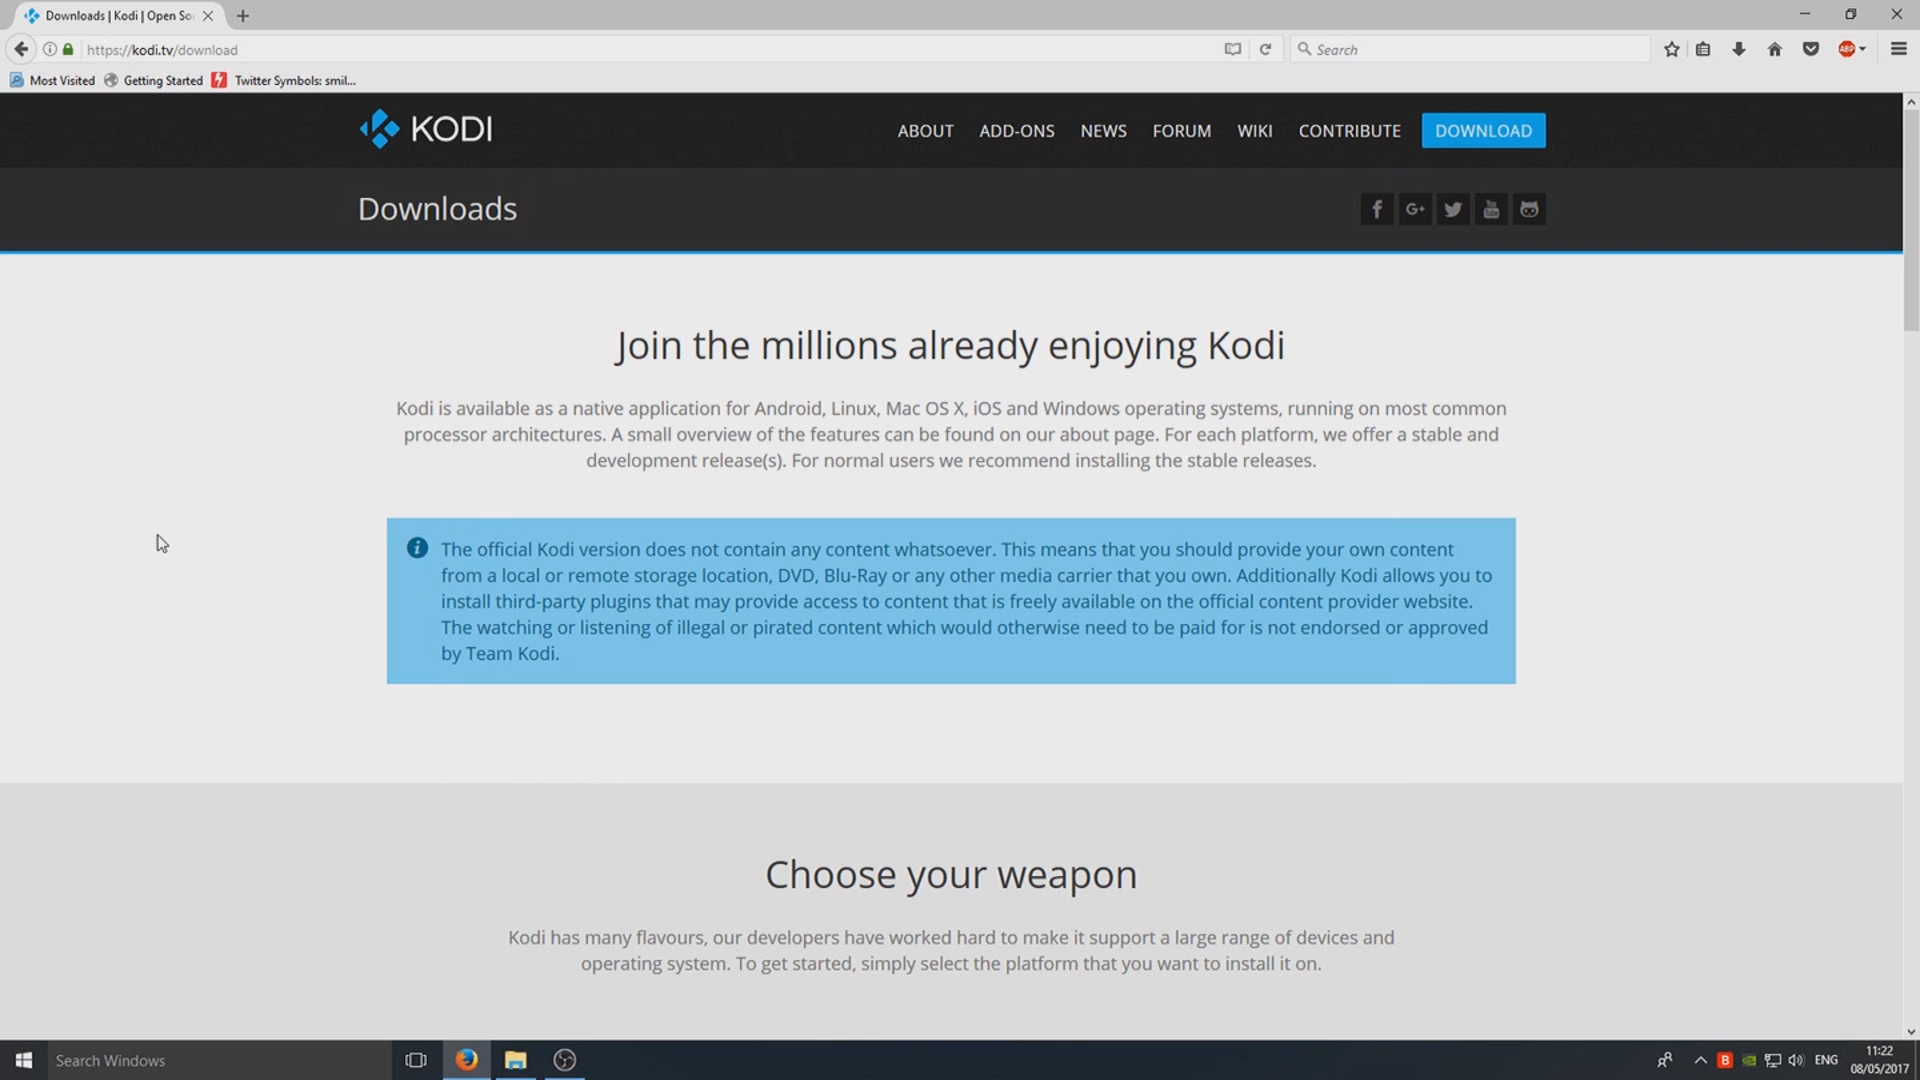 Downloads | Kodi | Open So
https://kodi.tv/download
Search
ABP
Most Visited
Getting Started
Twitter Symbols: smil...
KODI
ABOUT
ADD-ONS
NEWS
FORUM
WIKI
CONTRIBUTE
DOWNLOAD
Downloads
Join the millions already enjoying Kodi
Kodi is available as a native application for Android, Linux, Mac OS X, iOS and Windows operating systems, running on most common
processor architectures. A small overview of the features can be found on our about page. For each platform, we offer a stable and
development release(s). For normal users we recommend installing the stable releases.
The official Kodi version does not contain any content whatsoever. This means that you should provide your own content
from a local or remote storage location, DVD, Blu-Ray or any other media carrier that you own. Additionally Kodi allows you to
install third-party plugins that may provide access to content that is freely available on the official content provider website.
The watching or listening of illegal or pirated content which would otherwise need to be paid for is not endorsed or approved
by Team Kodi.
Choose your weapon
Kodi has many flavours, our developers have worked hard to make it support a large range of devices and
operating system. To get started, simply select the platform that you want to install it on.
Search Windows
ENG
11:22
08/05/2017